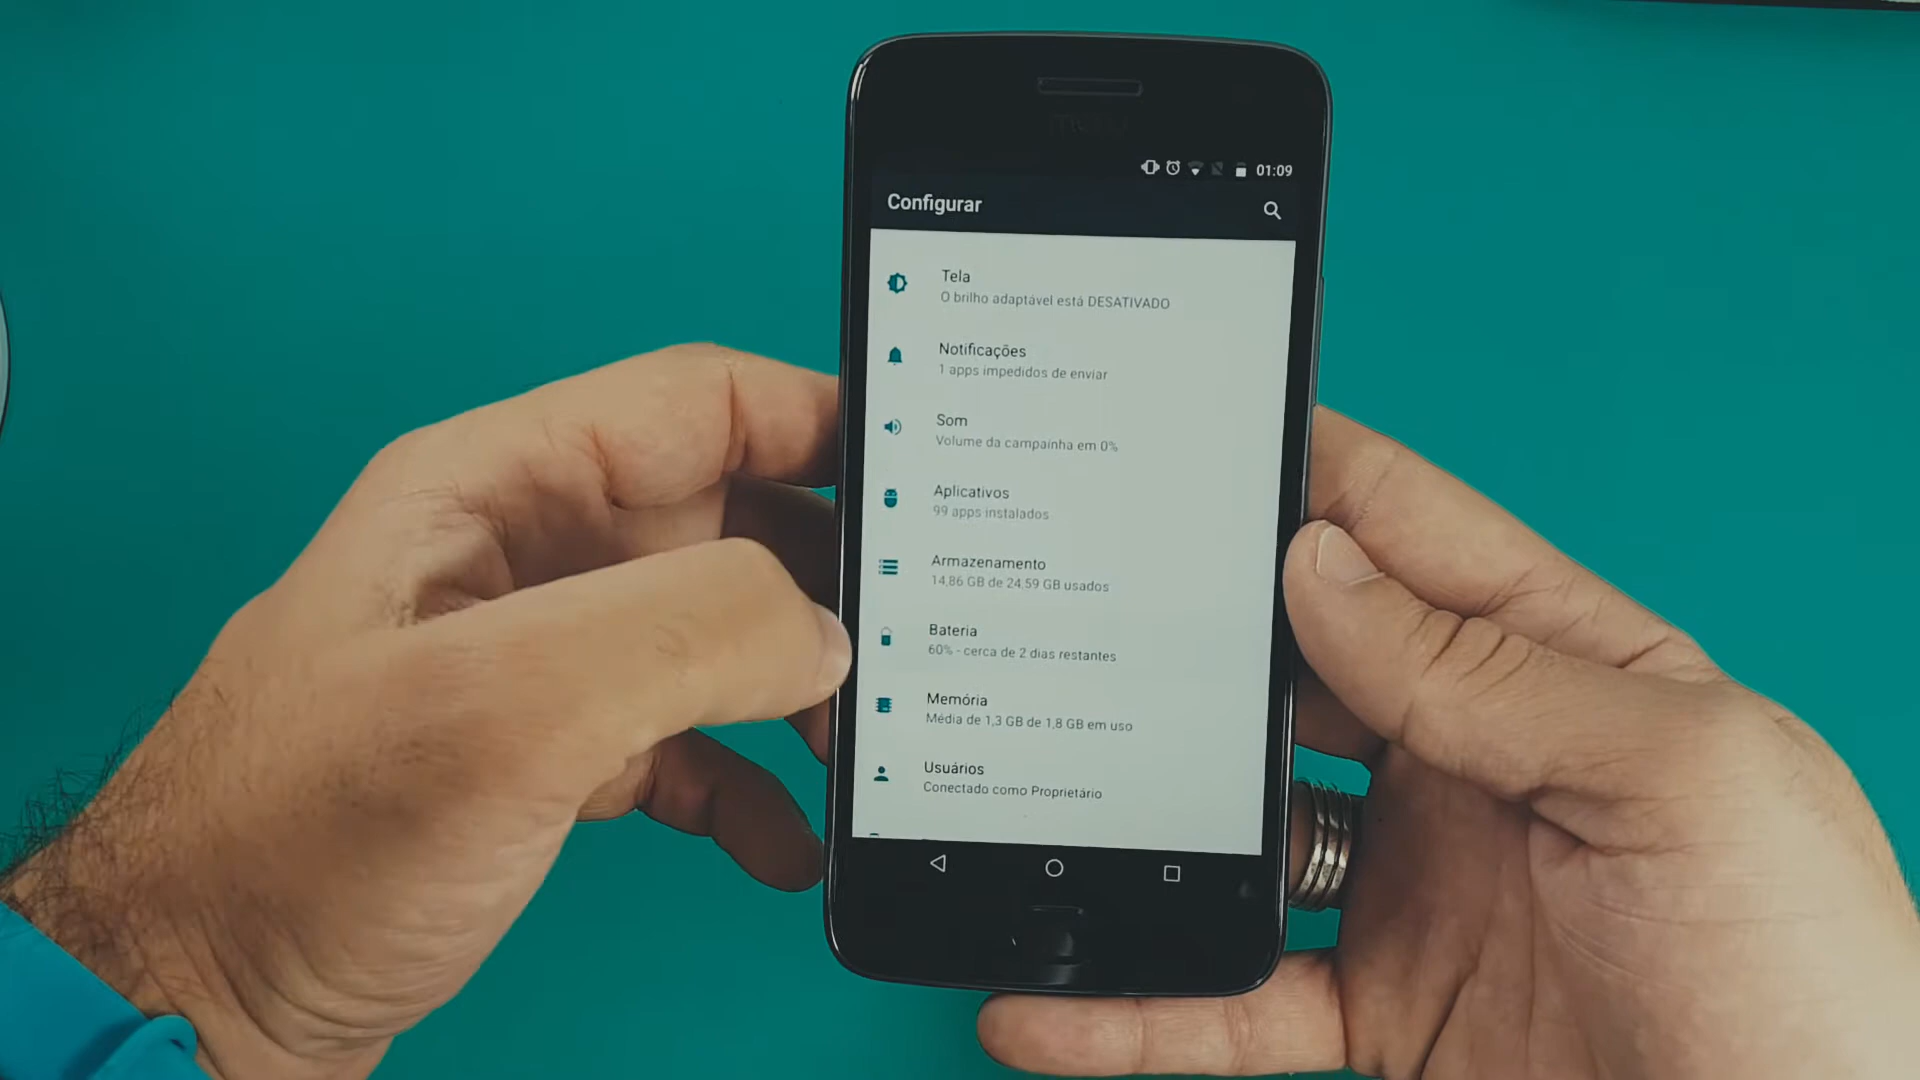 01:09
Configurar
Tela
O brilho adaptável está DESATIVADO
Notificações
1 apps impedidos de enviar
Som
Volume da campainha em 0%
Aplicativos
99 apps instalados
Armazenamento
14,86 GB de 24,59 GB usados
Bateria
60% - cerca de 2 dias restantes
Memória
Média de 1,3 GB de 1,8 GB em uso
Usuários
Conectado como Proprietário